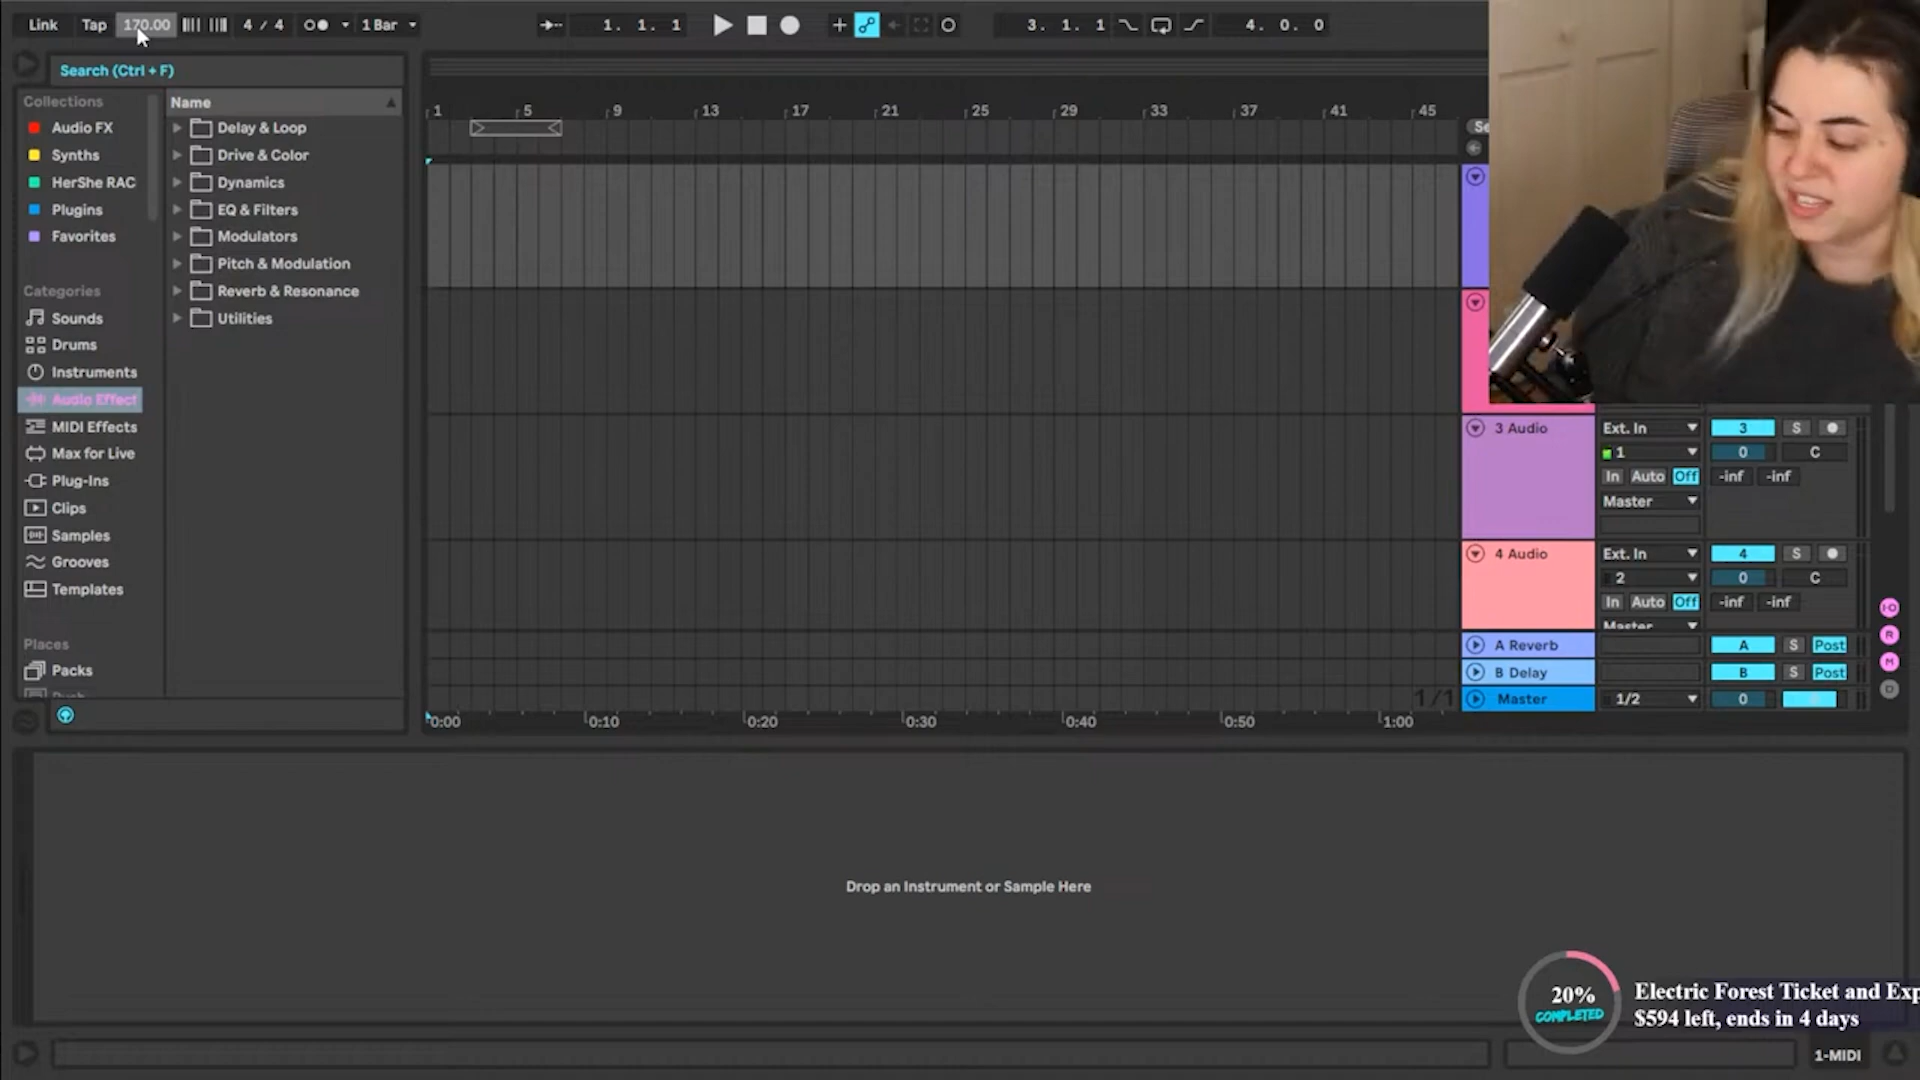 Link Tap 170.00 4 / 4 1 Bar 1. 1. 1 3. 1. 1 4. 0. 0
Search (Ctrl + F)
Collections
Audio FX
Synths
HerShe RAC
Plugins
Favorites
Categories
Sounds
Drums
Instruments
Audio Effect
MIDI Effects
Max for Live
Plug-Ins
Clips
Samples
Grooves
Templates
Places
Packs
Name
Delay & Loop
Drive & Color
Dynamics
EQ & Filters
Modulators
Pitch & Modulation
Reverb & Resonance
Utilities
1 5 9 13 17 21 25 29 33 37 41 45
Se
3 Audio Ext. In 3 S
1 0 C
In Auto Off -inf -inf
Master
4 Audio Ext. In 4 S
2 0 C
In Auto Off -inf -inf
Master
A Reverb A S Post
B Delay B S Post
1/1 Master 1/2 0
I-O
R
M
D
0:00 0:10 0:20 0:30 0:40 0:50 1:00
Drop an Instrument or Sample Here
20%
COMPLETED
Electric Forest Ticket and Exp
$594 left, ends in 4 days
1-MIDI